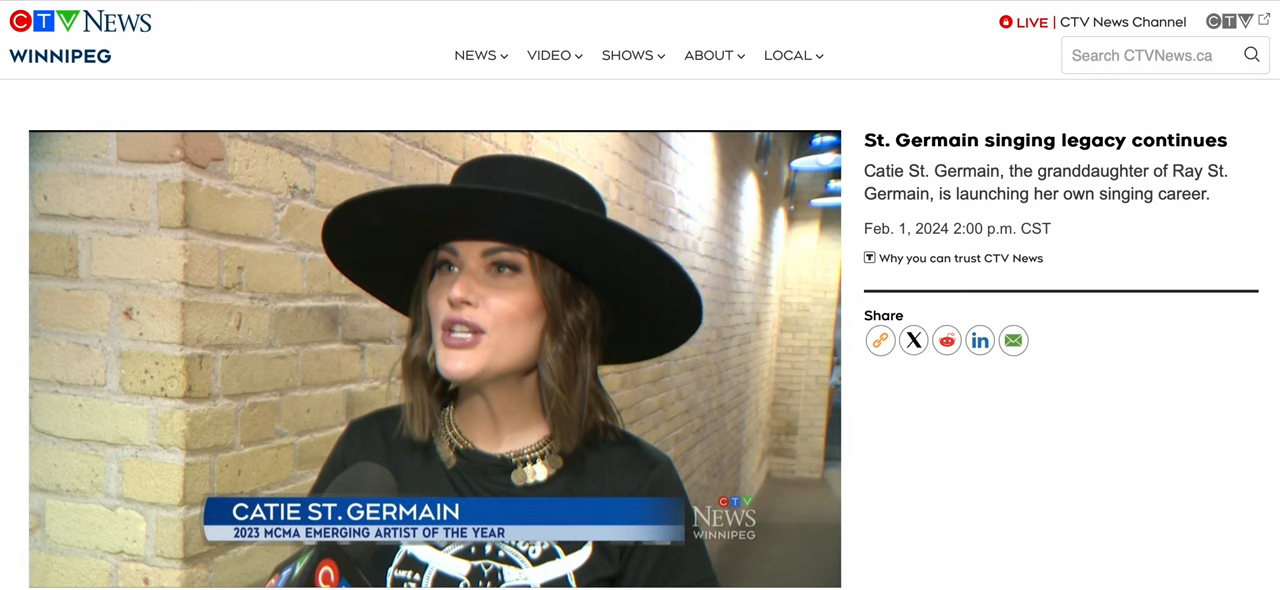 CTV NEWS
LIVE | CTV News Channel CTV
WINNIPEG
NEWS VIDEO SHOWS ABOUT LOCAL
Search CTVNews.ca
CATIE ST. GERMAIN
2023 MCMA EMERGING ARTIST OF THE YEAR
CTV
NEWS
WINNIPEG
LIKE A
St. Germain singing legacy continues
Catie St. Germain, the granddaughter of Ray St.
Germain, is launching her own singing career.
Feb. 1, 2024 2:00 p.m. CST
T Why you can trust CTV News
Share
X
in